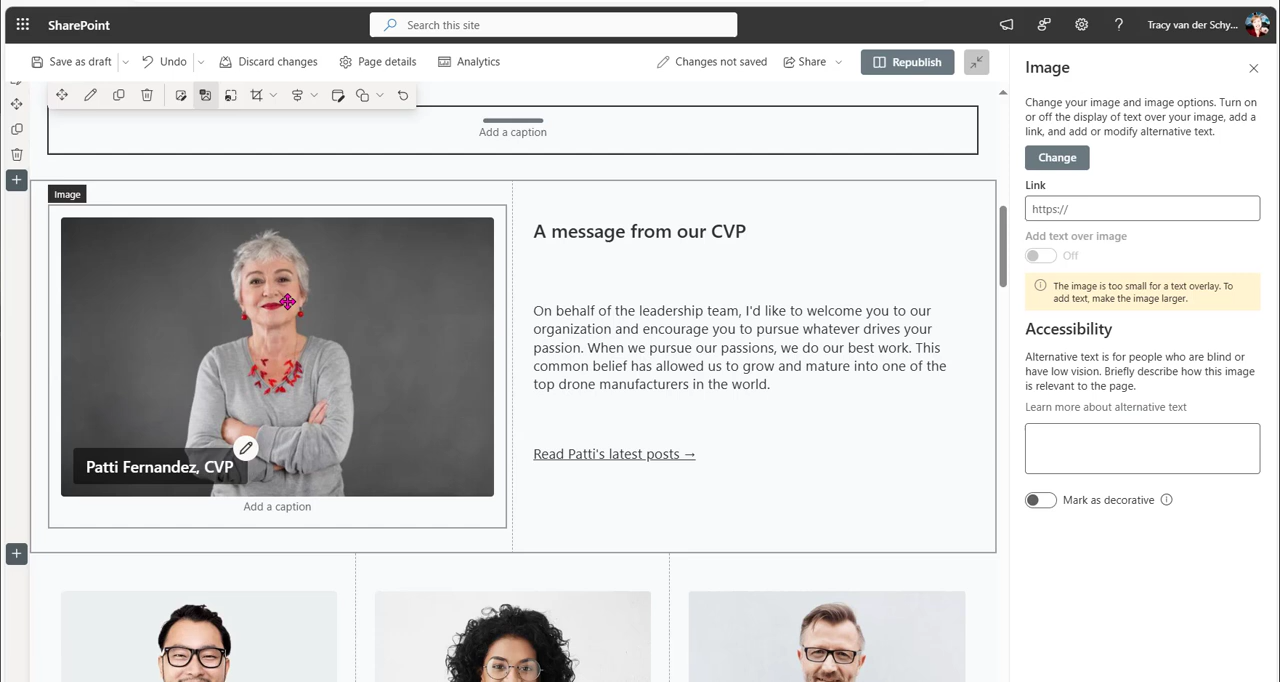 SharePoint
Search this site
Tracy van der Schy...
Save as draft
Undo
Discard changes
Page details
Analytics
Changes not saved
Share
Republish
Add a caption
Image
A message from our CVP
On behalf of the leadership team, I'd like to welcome you to our
organization and encourage you to pursue whatever drives your
passion. When we pursue our passions, we do our best work. This
common belief has allowed us to grow and mature into one of the
top drone manufacturers in the world.
Read Patti's latest posts →
Patti Fernandez, CVP
Add a caption
Image
Change your image and image options. Turn on
or off the display of text over your image, add a
link, and add or modify alternative text.
Change
Link
https://
Add text over image
Off
The image is too small for a text overlay. To
add text, make the image larger.
Accessibility
Alternative text is for people who are blind or
have low vision. Briefly describe how this image
is relevant to the page.
Learn more about alternative text
Mark as decorative